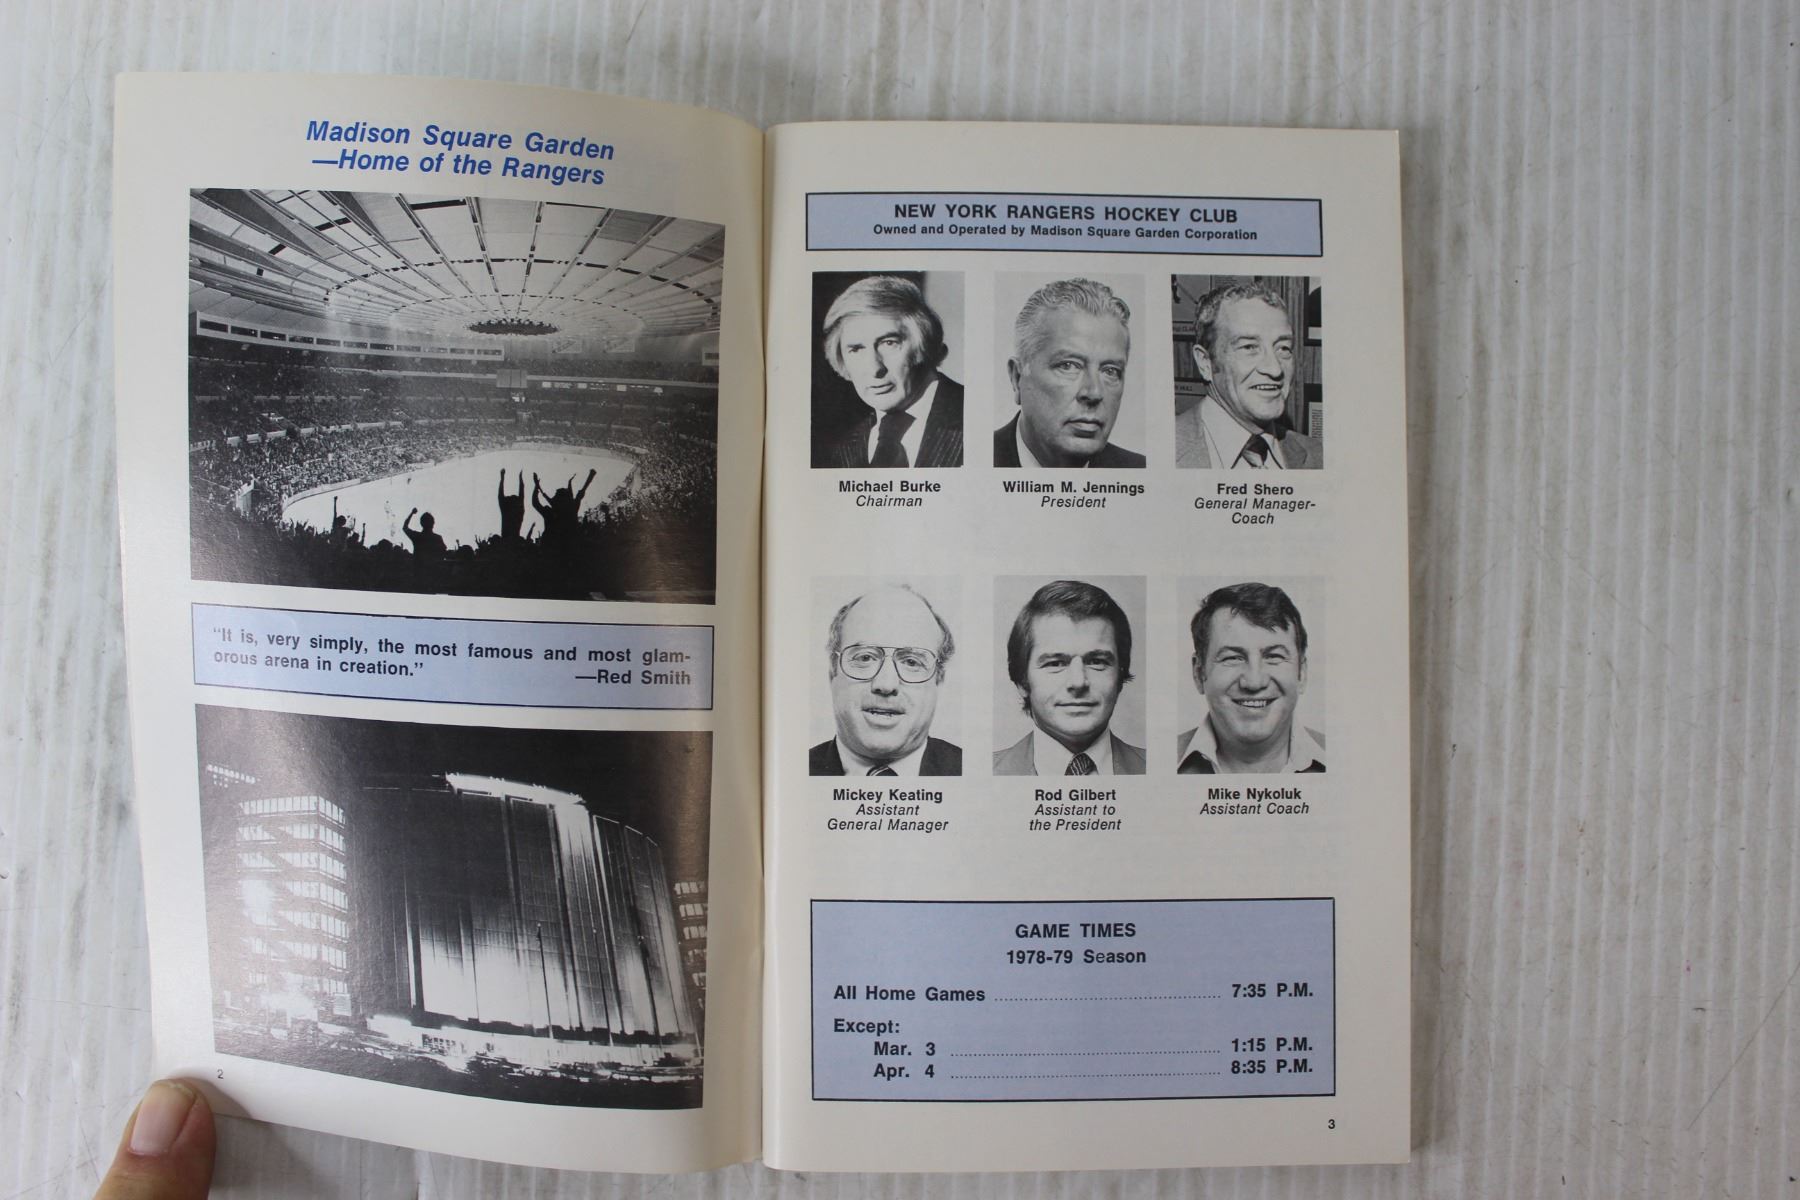 Madison Square Garden
—Home of the Rangers
"It is, very simply, the most famous and most glam-
orous arena in creation."
—Red Smith
2
NEW YORK RANGERS HOCKEY CLUB
Owned and Operated by Madison Square Garden Corporation
Michael Burke
Chairman
William M. Jennings
President
Fred Shero
General Manager-
Coach
Mickey Keating
Assistant
General Manager
Rod Gilbert
Assistant to
the President
Mike Nykoluk
Assistant Coach
GAME TIMES
1978-79 Season
All Home Games ........................ 7:35 P.M.
Except:
Mar. 3 ........................ 1:15 P.M.
Apr. 4 ........................ 8:35 P.M.
3